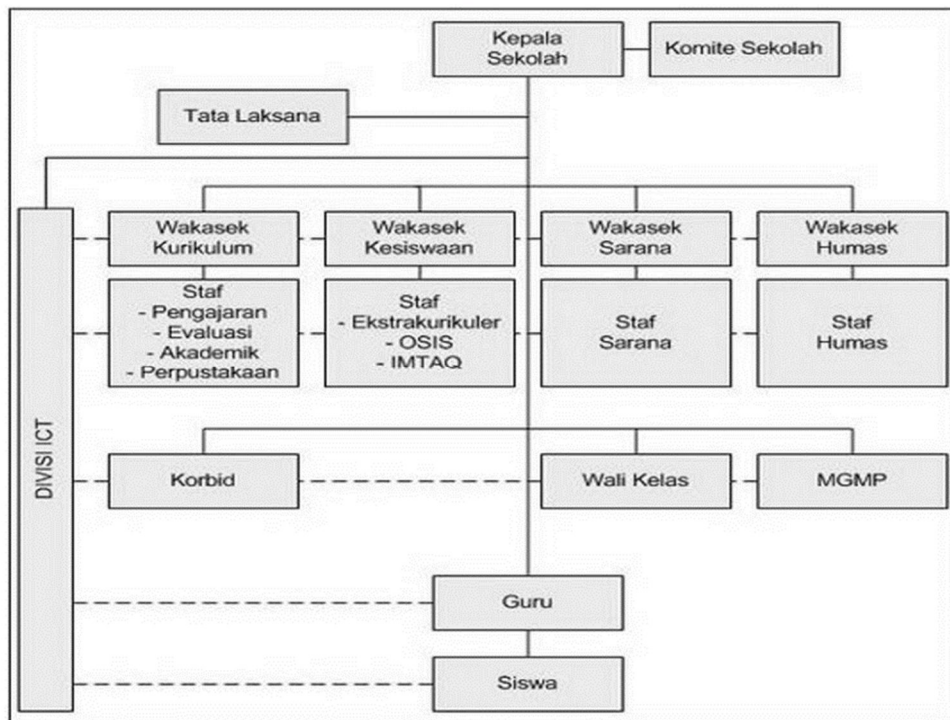 Kepala
Sekolah
Komite Sekolah
Tata Laksana
DIVISI ICT
Wakasek
Kurikulum
Wakasek
Kesiswaan
Wakasek
Sarana
Wakasek
Humas
Staf
- Pengajaran
- Evaluasi
- Akademik
- Perpustakaan
Staf
- Ekstrakurikuler
- OSIS
- IMTAQ
Staf
Sarana
Staf
Humas
Korbid
Wali Kelas
MGMP
Guru
Siswa